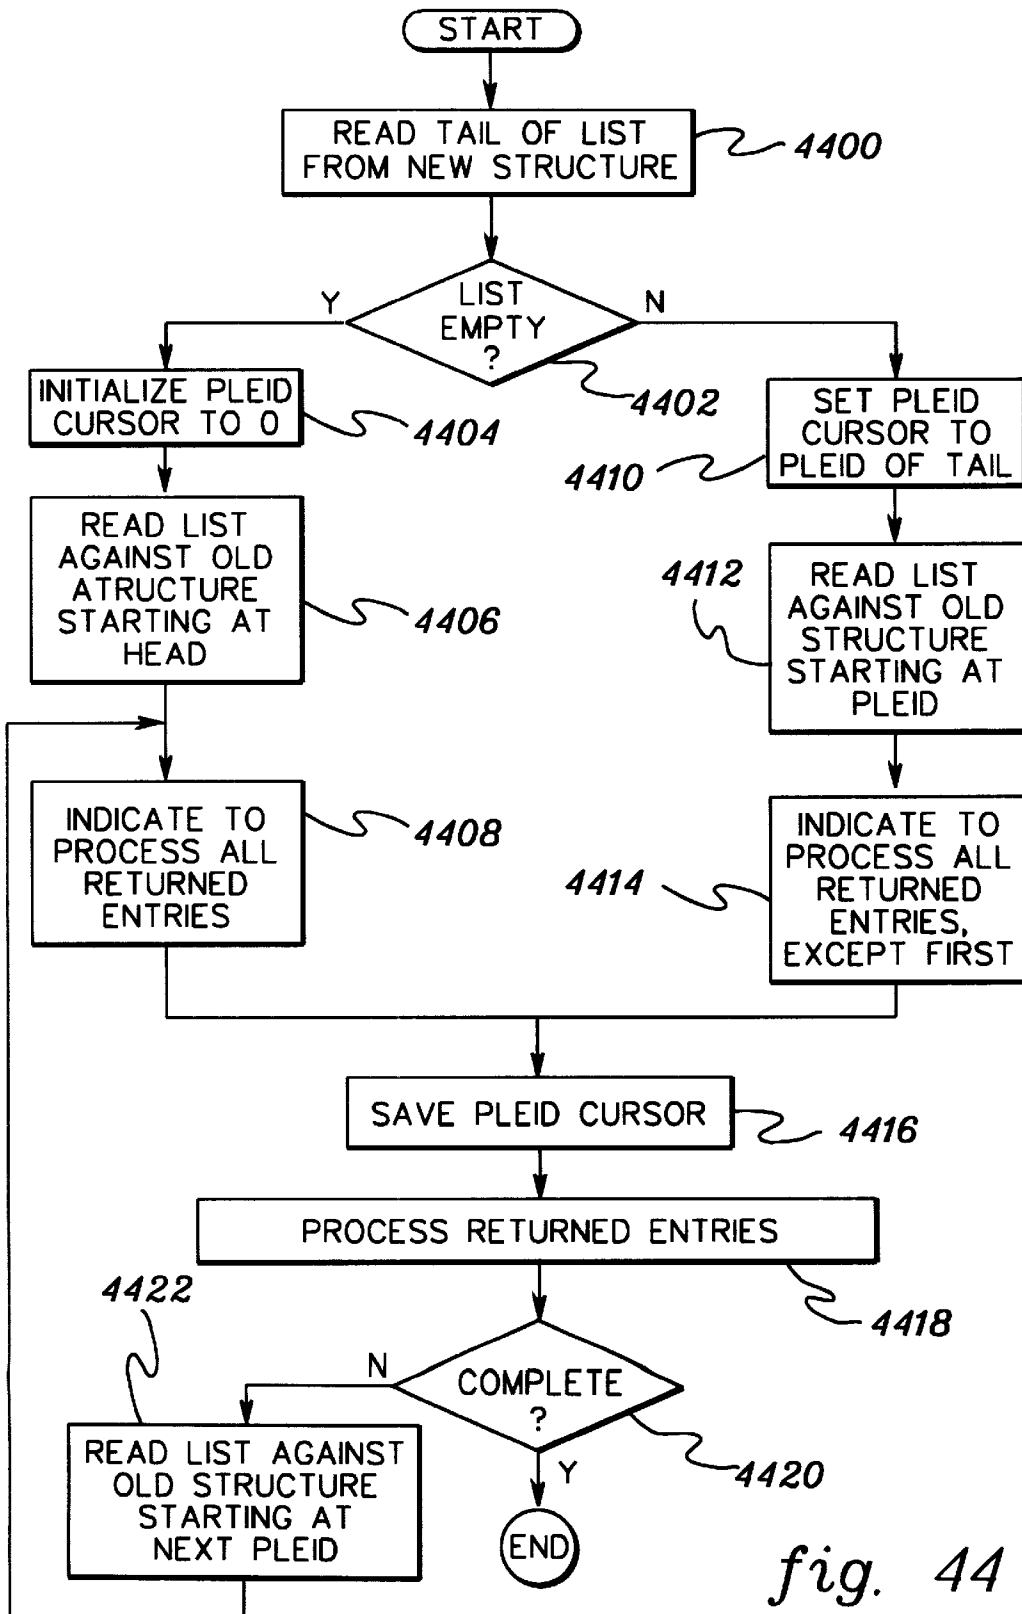 START
READ TAIL OF LIST
FROM NEW STRUCTURE
4400
LIST
EMPTY
?
Y
N
4402
INITIALIZE PLEID
CURSOR TO 0
4404
SET PLEID
CURSOR TO
PLEID OF TAIL
4410
READ LIST
AGAINST OLD
ATRUCTURE
STARTING AT
HEAD
4406
4412
READ LIST
AGAINST OLD
STRUCTURE
STARTING AT
PLEID
INDICATE TO
PROCESS ALL
RETURNED
ENTRIES
4408
4414
INDICATE TO
PROCESS ALL
RETURNED
ENTRIES,
EXCEPT FIRST
SAVE PLEID CURSOR
4416
PROCESS RETURNED ENTRIES
4418
4422
N
COMPLETE
?
4420
Y
READ LIST AGAINST
OLD STRUCTURE
STARTING AT
NEXT PLEID
END
fig. 44